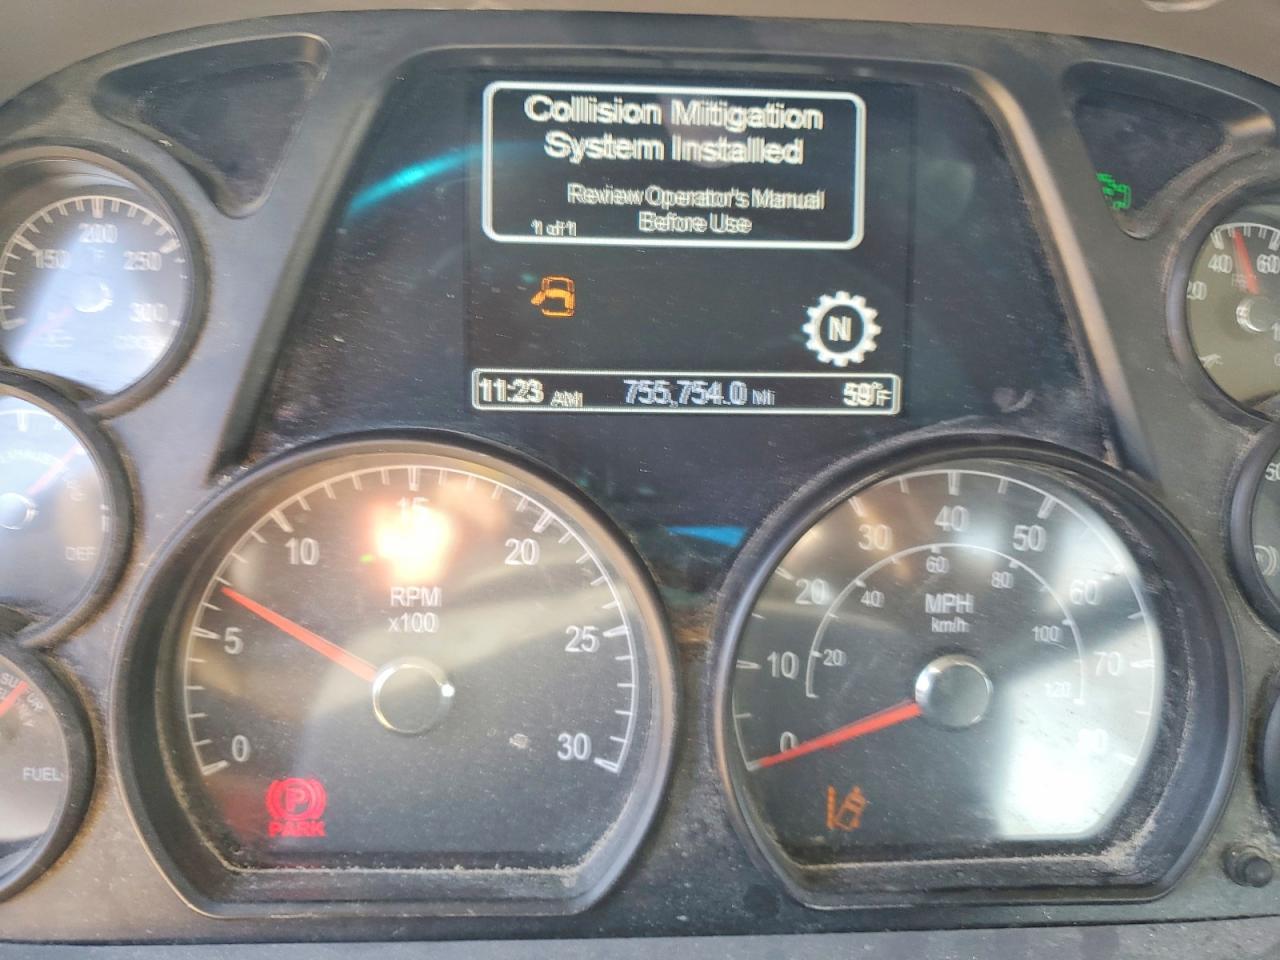 Collision Mitigation
System Installed
Review Operator's Manual
Before Use
1 of 1
N
11:23 AM 755,754.0 MI 59°F
150 200 250 300
°F
DEF
FUEL
0 5 10 15 20 25 30
RPM
x100
P
PARK
0 10 20 30 40 50 60 70 80
20 40 60 80 100 120
MPH
km/h
20 40 60
50